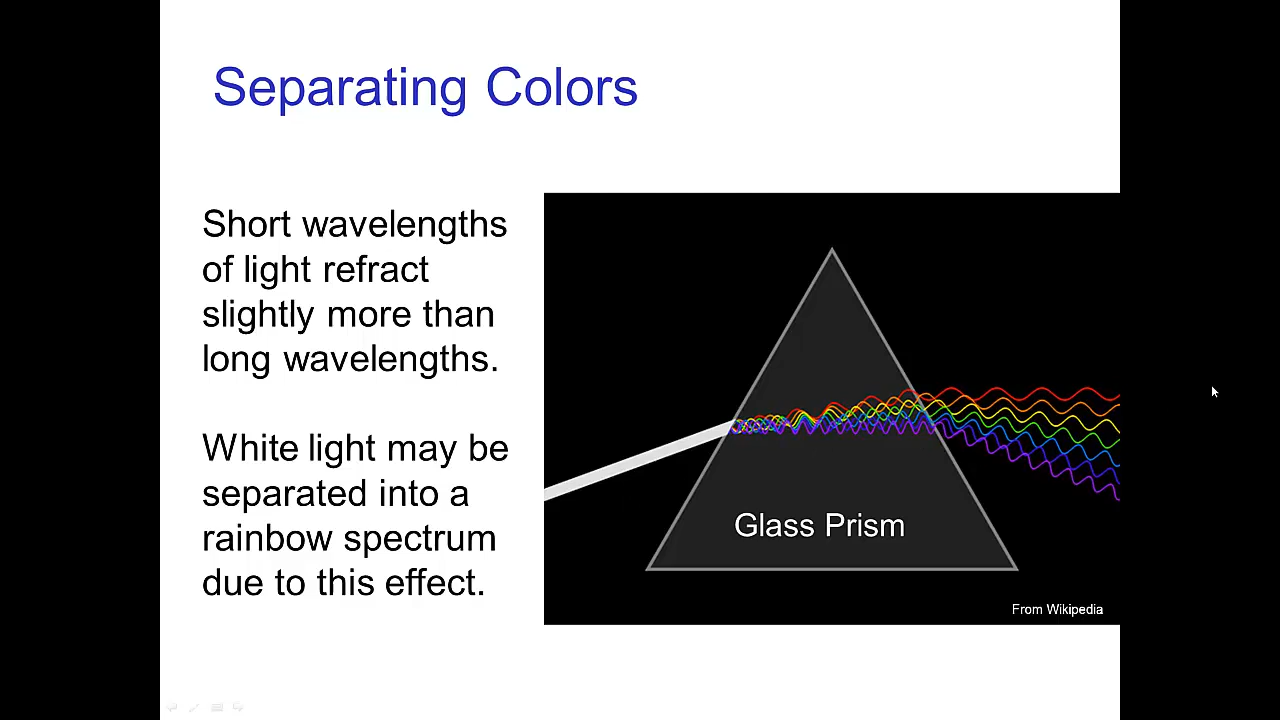 Separating Colors
Short wavelengths
of light refract
slightly more than
long wavelengths.
White light may be
separated into a
rainbow spectrum
due to this effect.
Glass Prism
From Wikipedia